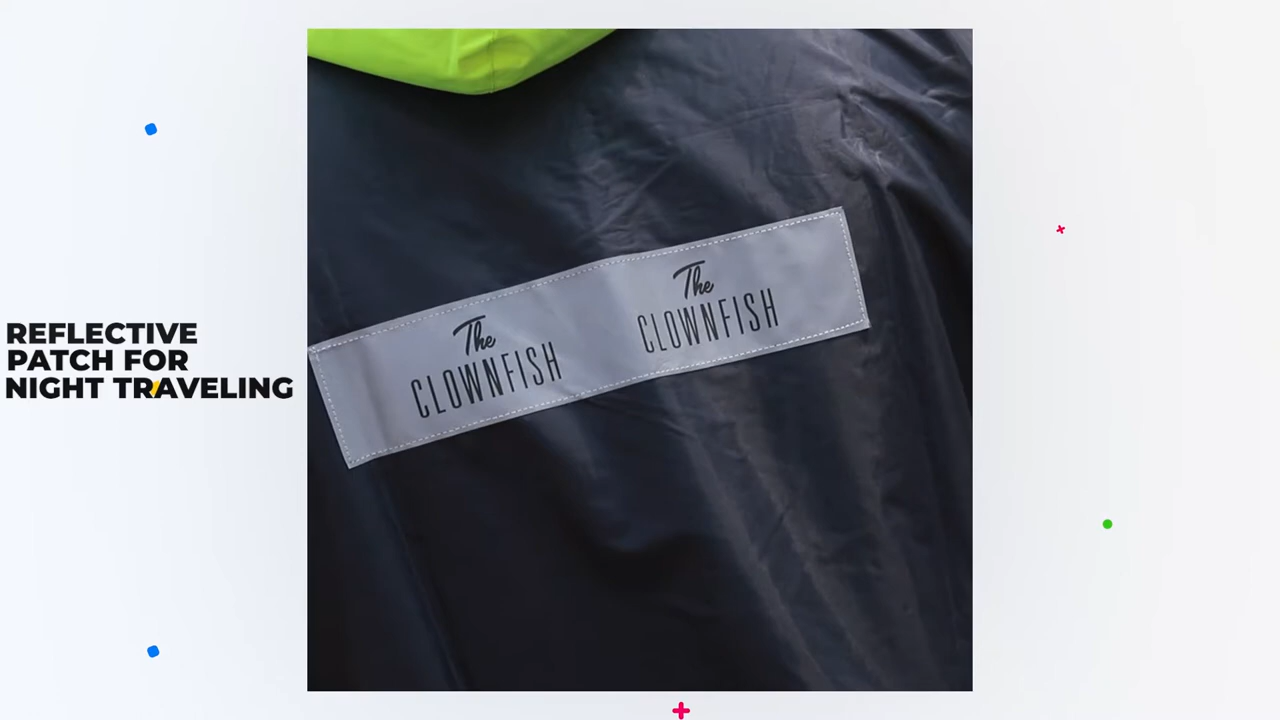 REFLECTIVE
PATCH FOR
NIGHT TRAVELING
The
CLOWNFISH
The
CLOWNFISH